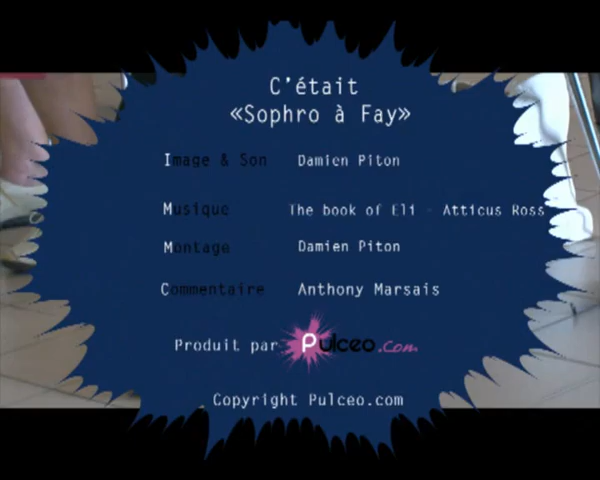 C'était
«Sophro à Fay»
Image & Son Damien Piton
Musique The book of Eli - Atticus Ross
Montage Damien Piton
Commentaire Anthony Marsais
Produit par Pulceo.com
Copyright Pulceo.com